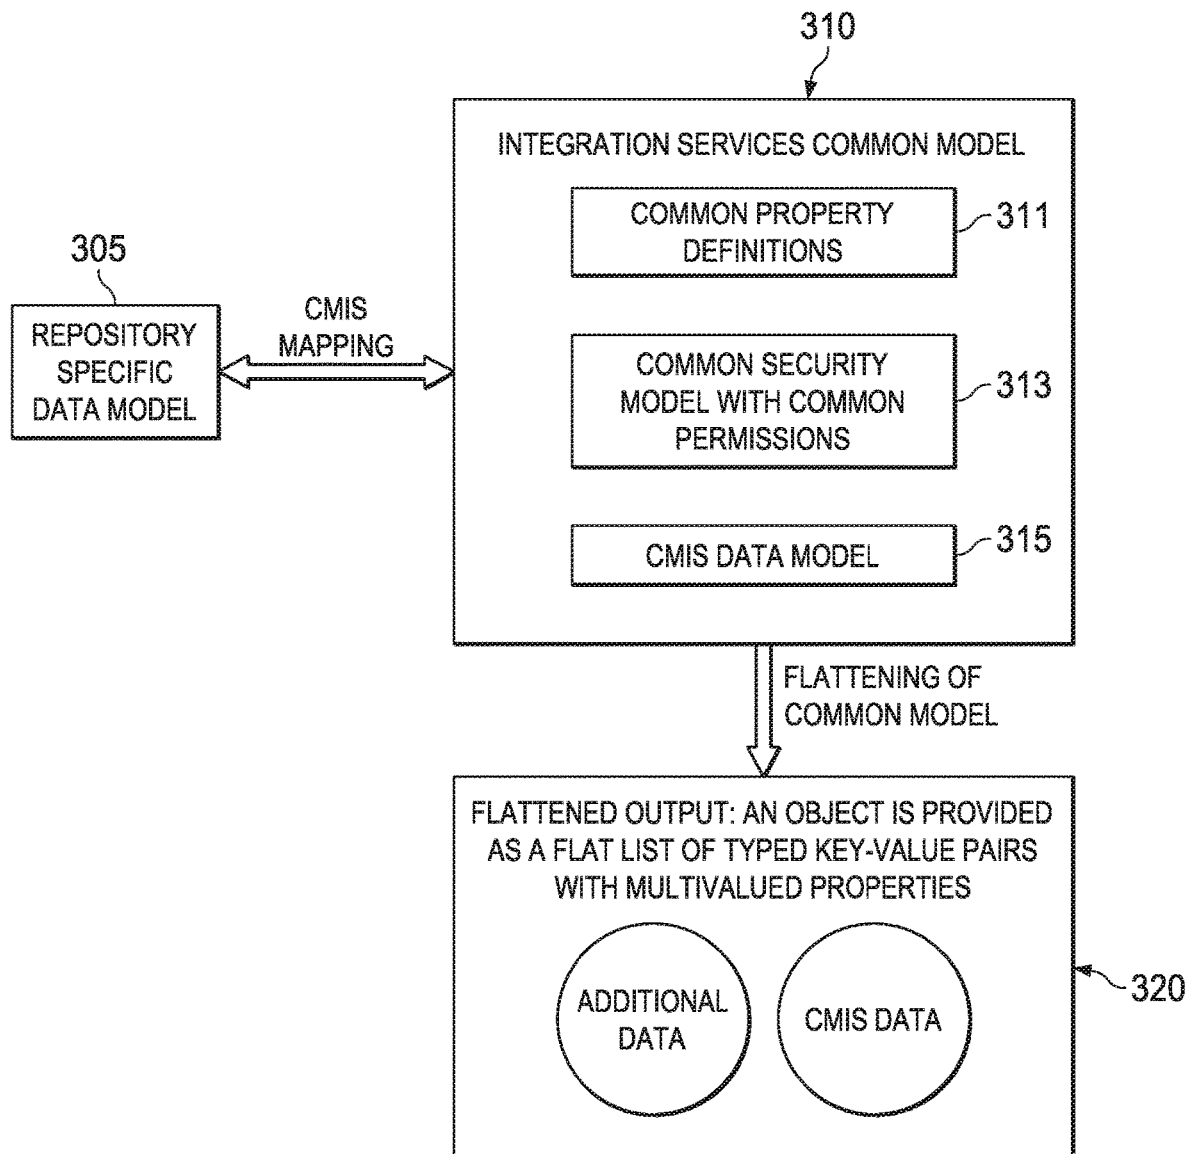 310
INTEGRATION SERVICES COMMON MODEL
COMMON PROPERTY
DEFINITIONS
311
305
REPOSITORY
SPECIFIC
DATA MODEL
CMIS
MAPPING
COMMON SECURITY
MODEL WITH COMMON
PERMISSIONS
313
CMIS DATA MODEL
315
FLATTENING OF
COMMON MODEL
FLATTENED OUTPUT: AN OBJECT IS PROVIDED
AS A FLAT LIST OF TYPED KEY-VALUE PAIRS
WITH MULTIVALUED PROPERTIES
ADDITIONAL
DATA
CMIS DATA
320